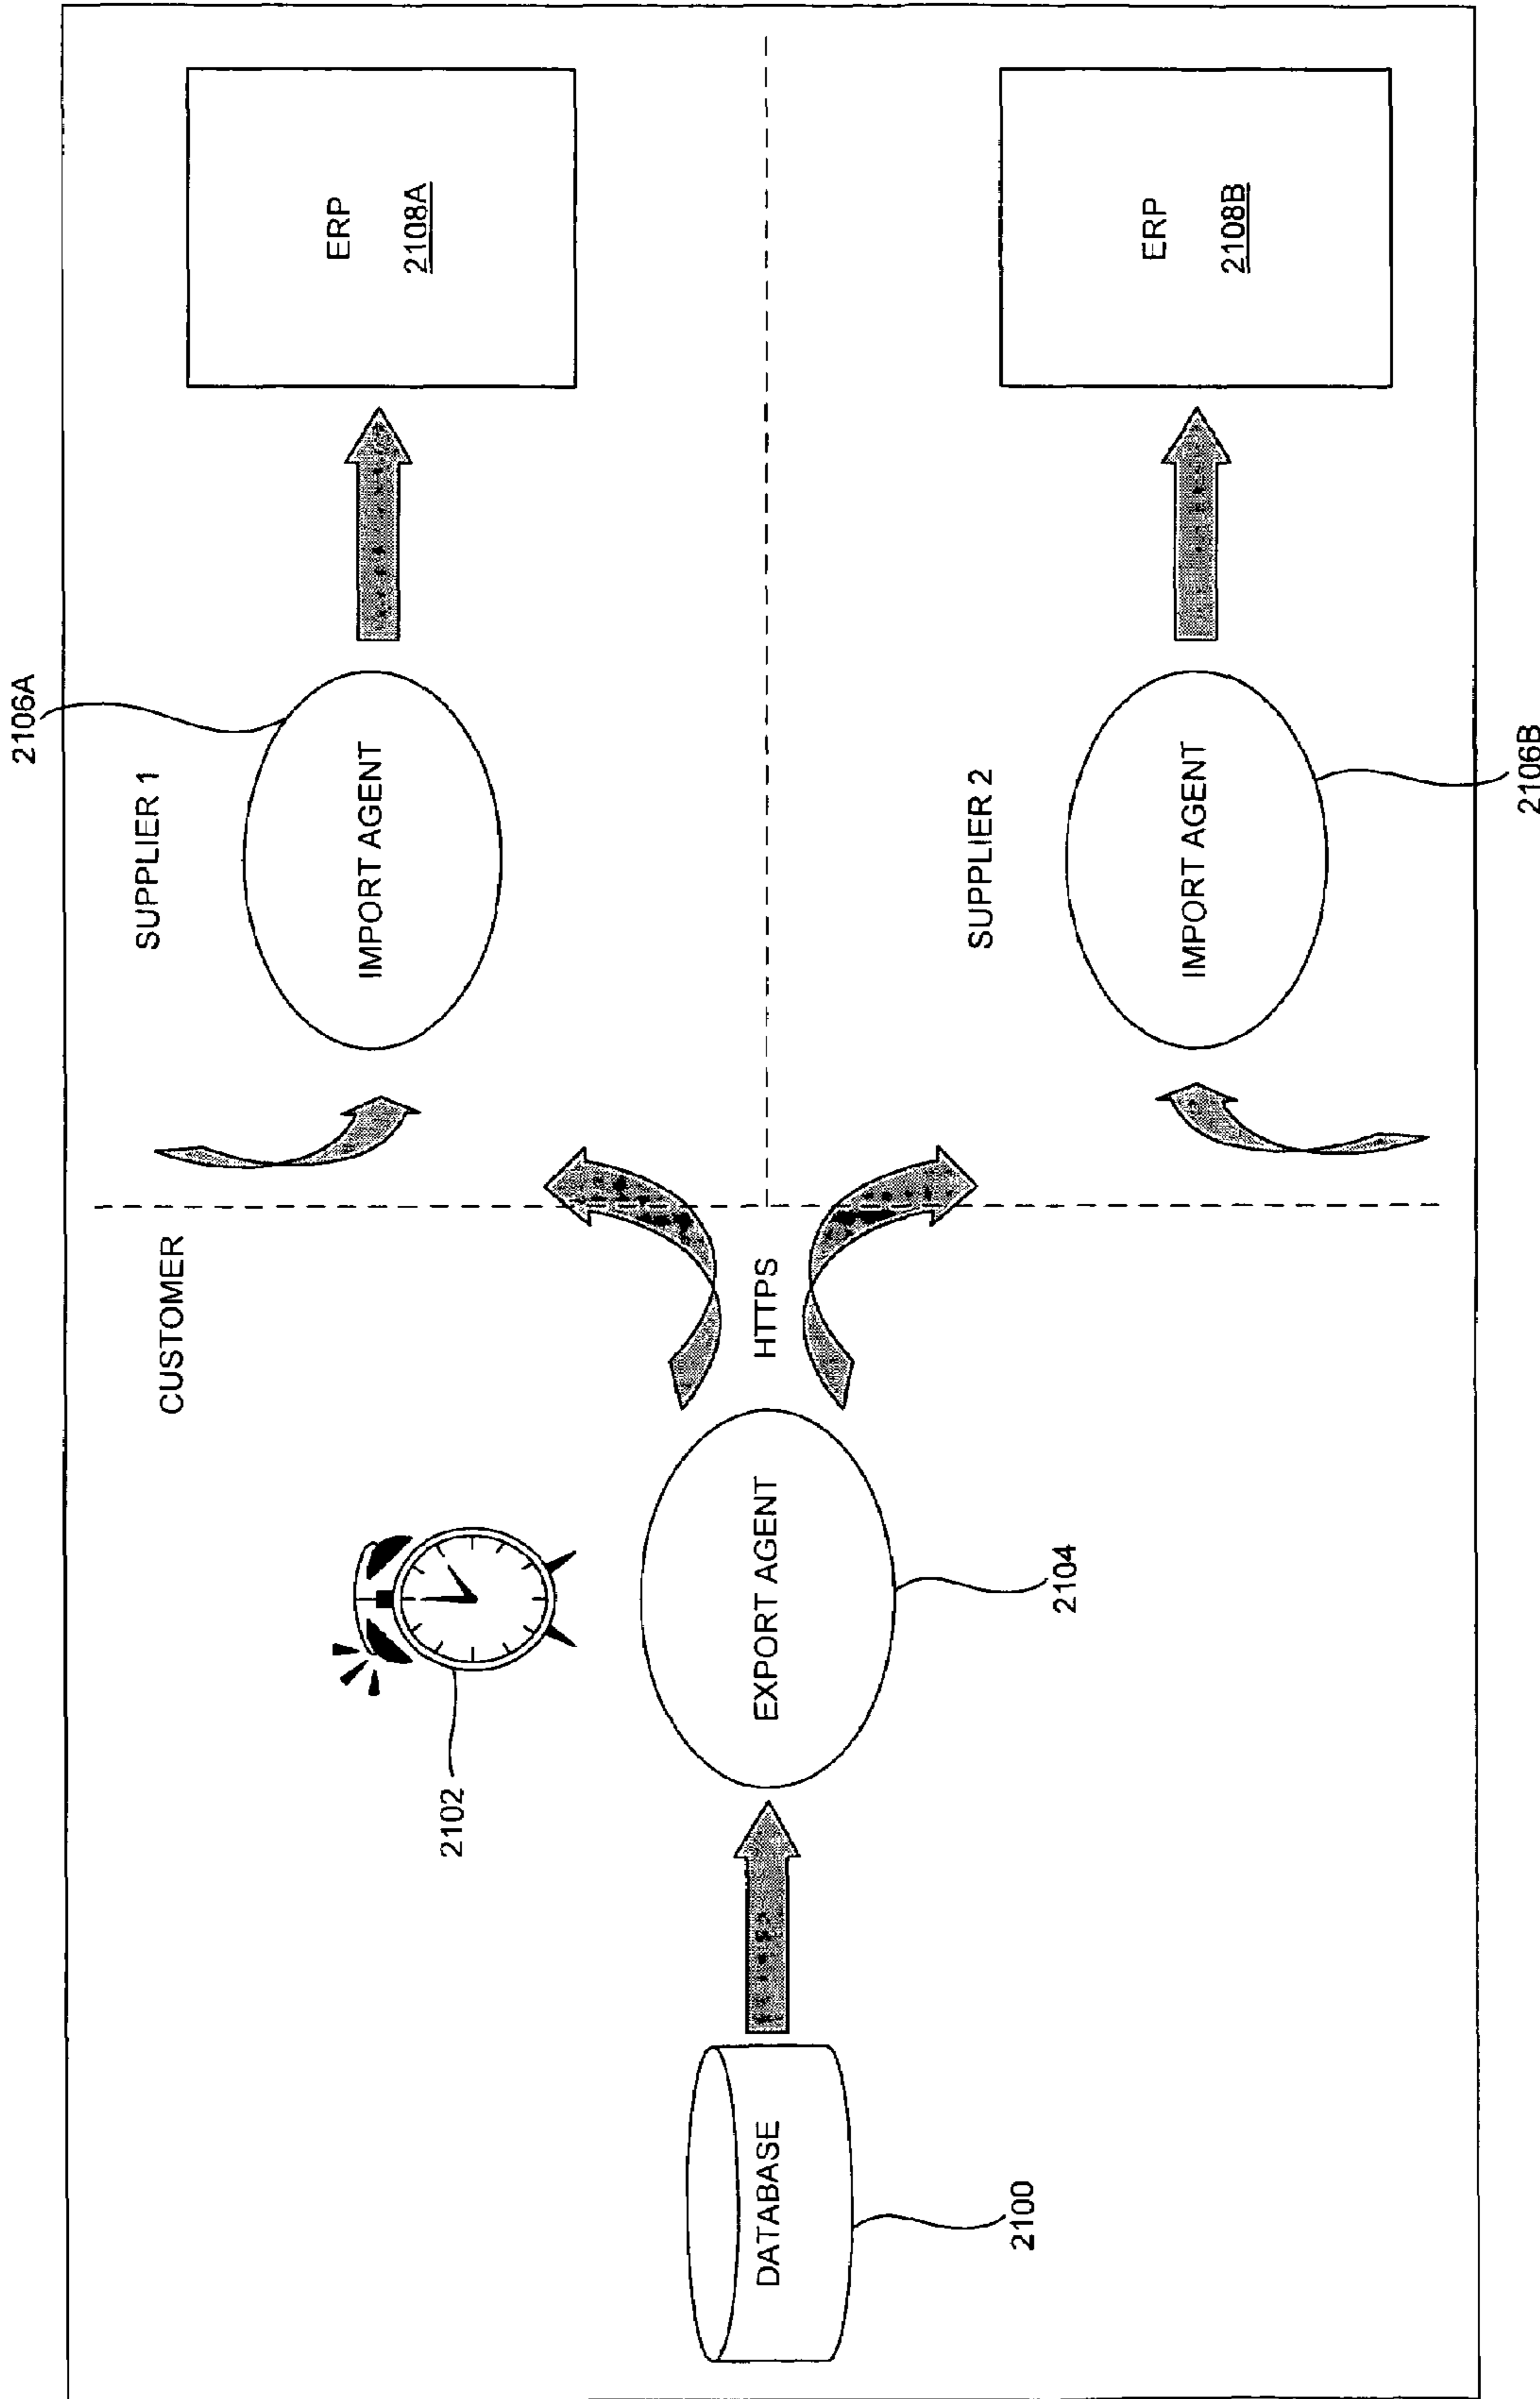 2106A
SUPPLIER 1
IMPORT AGENT
ERP
2108A
CUSTOMER
2102
DATABASE
2100
EXPORT AGENT
2104
HTTPS
SUPPLIER 2
IMPORT AGENT
2106B
ERP
2108B